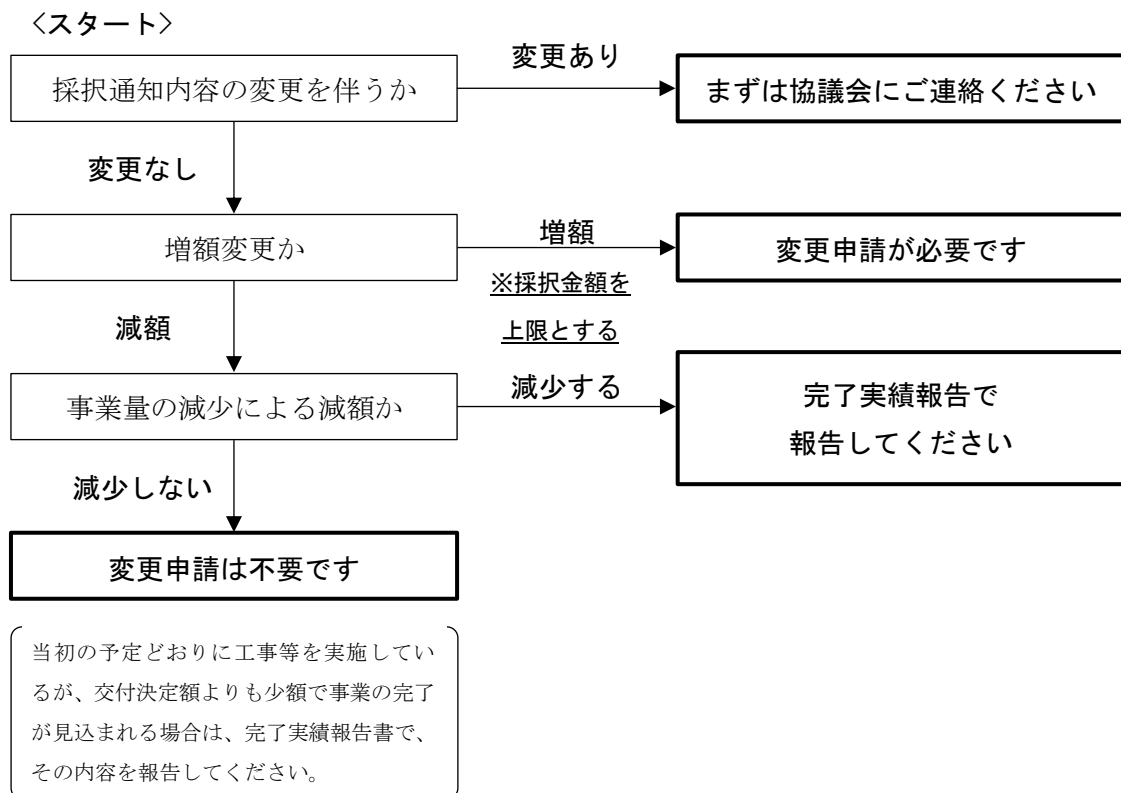 〈スタート〉
採択通知内容の変更を伴うか
変更あり
まずは協議会にご連絡ください
変更なし
増額変更か
増額
変更申請が必要です
※採択金額を
上限とする
減額
事業量の減少による減額か
減少する
完了実績報告で
報告してください
減少しない
変更申請は不要です
当初の予定どおりに工事等を実施してい
るが、交付決定額よりも少額で事業の完了
が見込まれる場合は、完了実績報告書で、
その内容を報告してください。